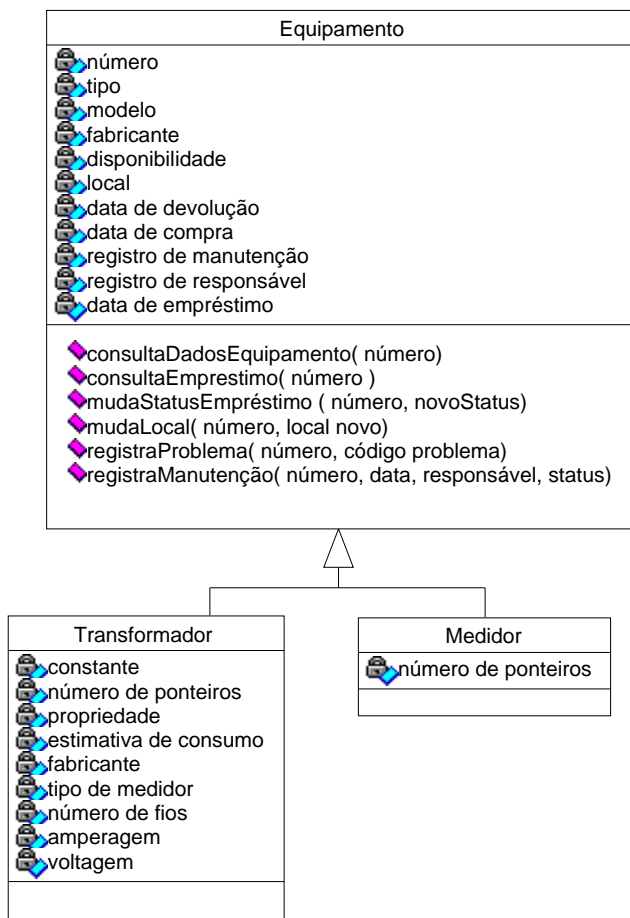 Equipamento
número
tipo
modelo
fabricante
disponibilidade
local
data de devolução
data de compra
registro de manutenção
registro de responsável
data de empréstimo
consultaDadosEquipamento( número)
consultaEmprestimo( número )
mudaStatusEmpréstimo ( número, novoStatus)
mudaLocal( número, local novo)
registraProblema( número, código problema)
registraManutenção( número, data, responsável, status)
Transformador
constante
número de ponteiros
propriedade
estimativa de consumo
fabricante
tipo de medidor
número de fios
amperagem
voltagem
Medidor
número de ponteiros